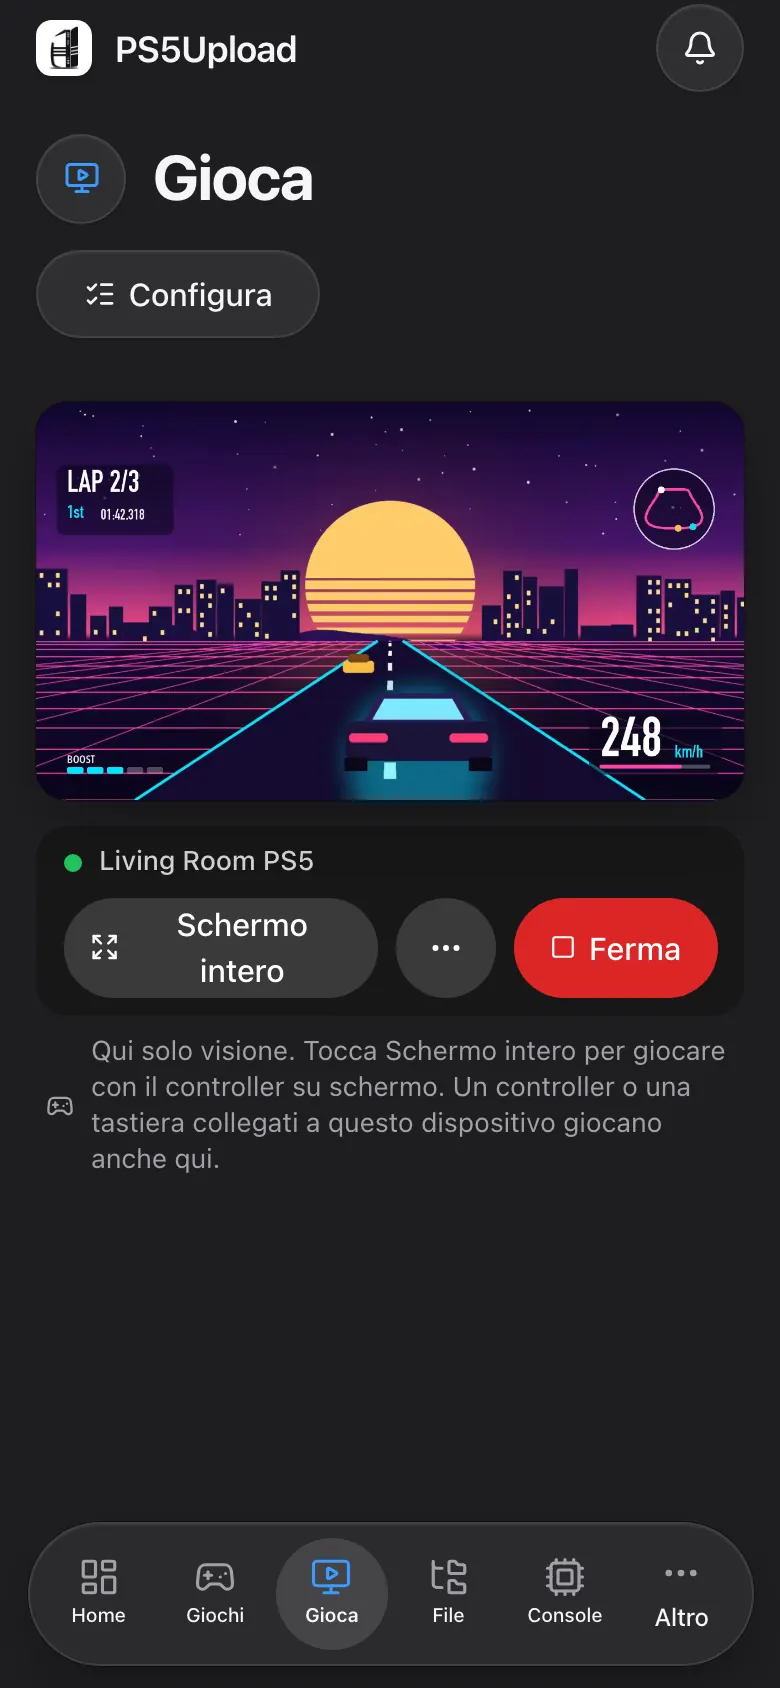 PS5Upload
Gioca
Configura
LAP 2/3
1st 01:42.318
BOOST
248 km/h
Living Room PS5
Schermo
intero
Ferma
Qui solo visione. Tocca Schermo intero per giocare
con il controller su schermo. Un controller o una
tastiera collegati a questo dispositivo giocano
anche qui.
Home
Giochi
Gioca
File
Console
Altro